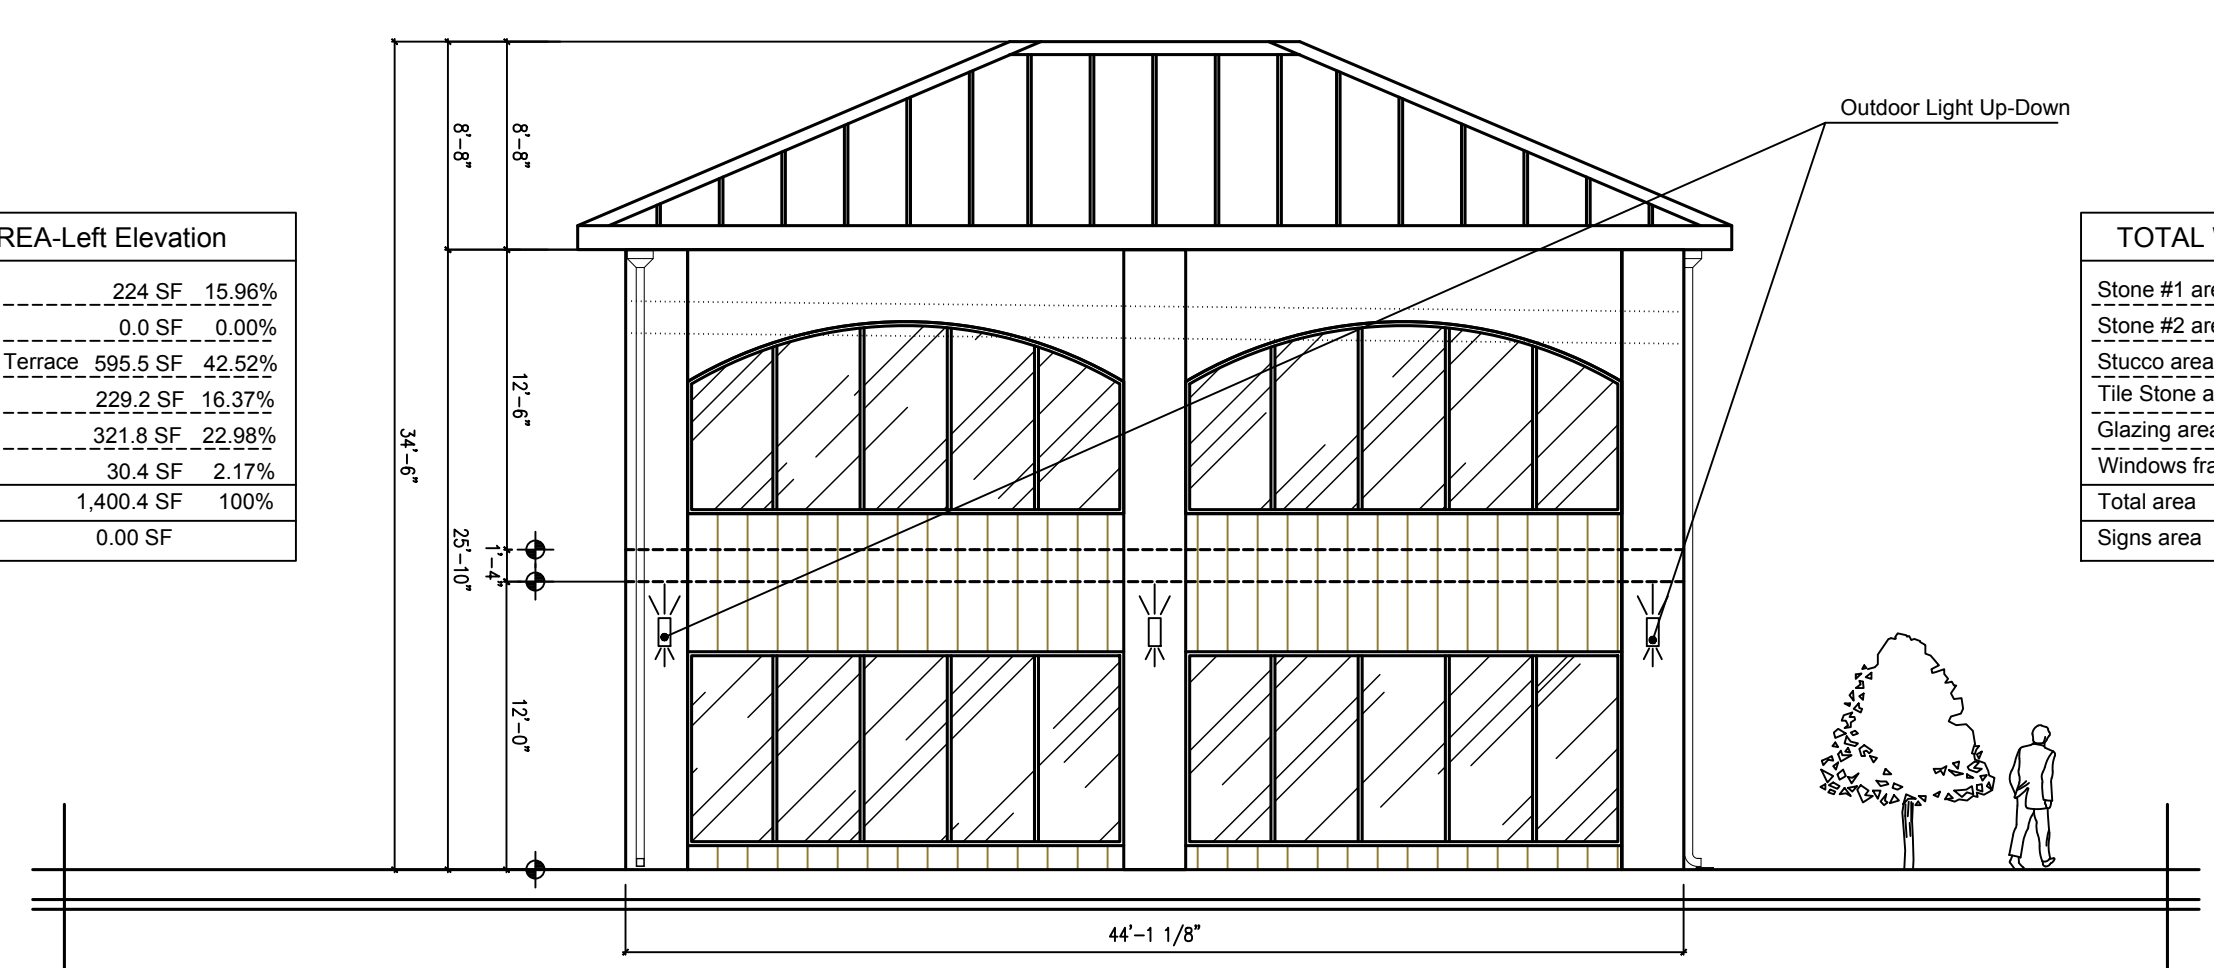 Outdoor Light Up-Down
8'-8"
8'-8"
REA-Left Elevation
224 SF 15.96%
0.0 SF 0.00%
Terrace 595.5 SF 42.52%
229.2 SF 16.37%
321.8 SF 22.98%
30.4 SF 2.17%
1,400.4 SF 100%
0.00 SF
TOTAL
Stone #1 are
Stone #2 are
Stucco area
Tile Stone a
Glazing area
Windows fra
Total area
Signs area
12'-6"
34'-6"
25'-10"
1'-4"
12'-0"
44'-1 1/8"